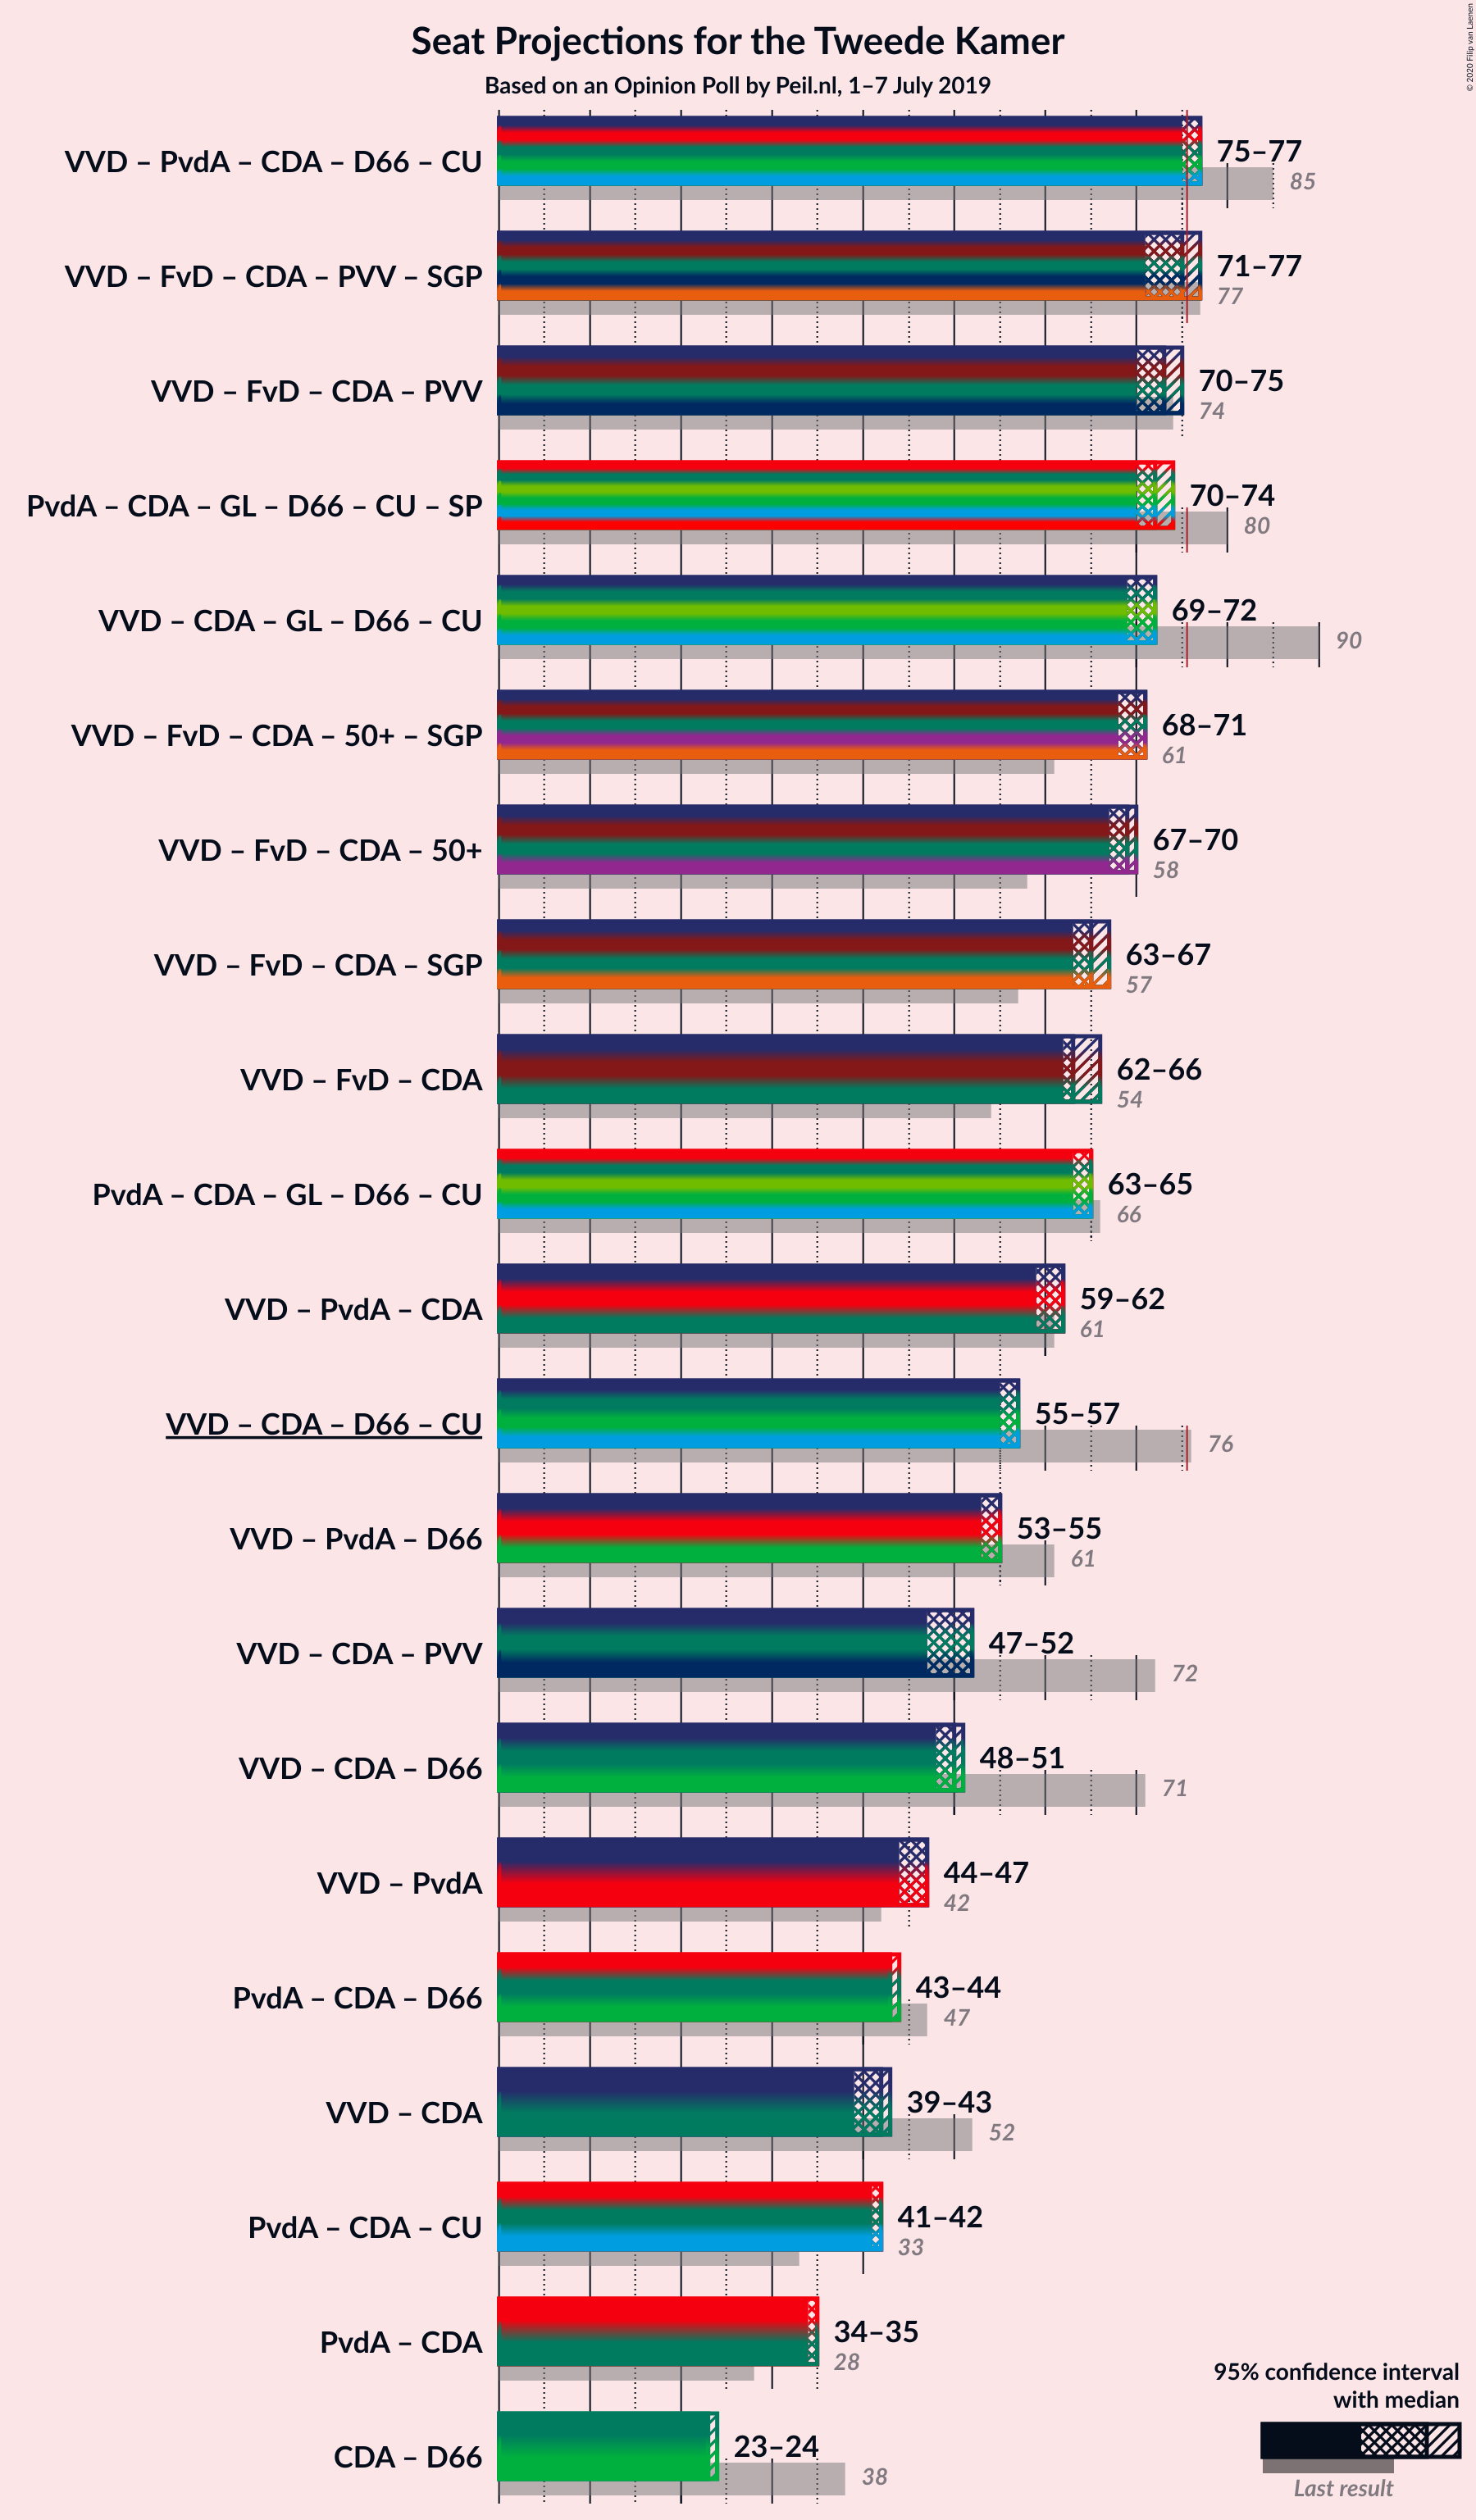 Seat Projections for the Tweede Kamer
Based on an Opinion Poll by Peil.nl, 1–7 July 2019
© 2020 Filip van Laenen
VVD – PvdA – CDA – D66 – CU
75–77
85
VVD – FvD – CDA – PVV – SGP
71–77
77
VVD – FvD – CDA – PVV
70–75
74
PvdA – CDA – GL – D66 – CU – SP
70–74
80
VVD – CDA – GL – D66 – CU
69–72
90
VVD – FvD – CDA – 50+ – SGP
68–71
61
VVD – FvD – CDA – 50+
67–70
58
VVD – FvD – CDA – SGP
63–67
57
VVD – FvD – CDA
62–66
54
PvdA – CDA – GL – D66 – CU
63–65
66
VVD – PvdA – CDA
59–62
61
VVD – CDA – D66 – CU
55–57
76
VVD – PvdA – D66
53–55
61
VVD – CDA – PVV
47–52
72
VVD – CDA – D66
48–51
71
VVD – PvdA
44–47
42
PvdA – CDA – D66
43–44
47
VVD – CDA
39–43
52
PvdA – CDA – CU
41–42
33
PvdA – CDA
34–35
28
CDA – D66
23–24
38
95% confidence interval
with median
Last result